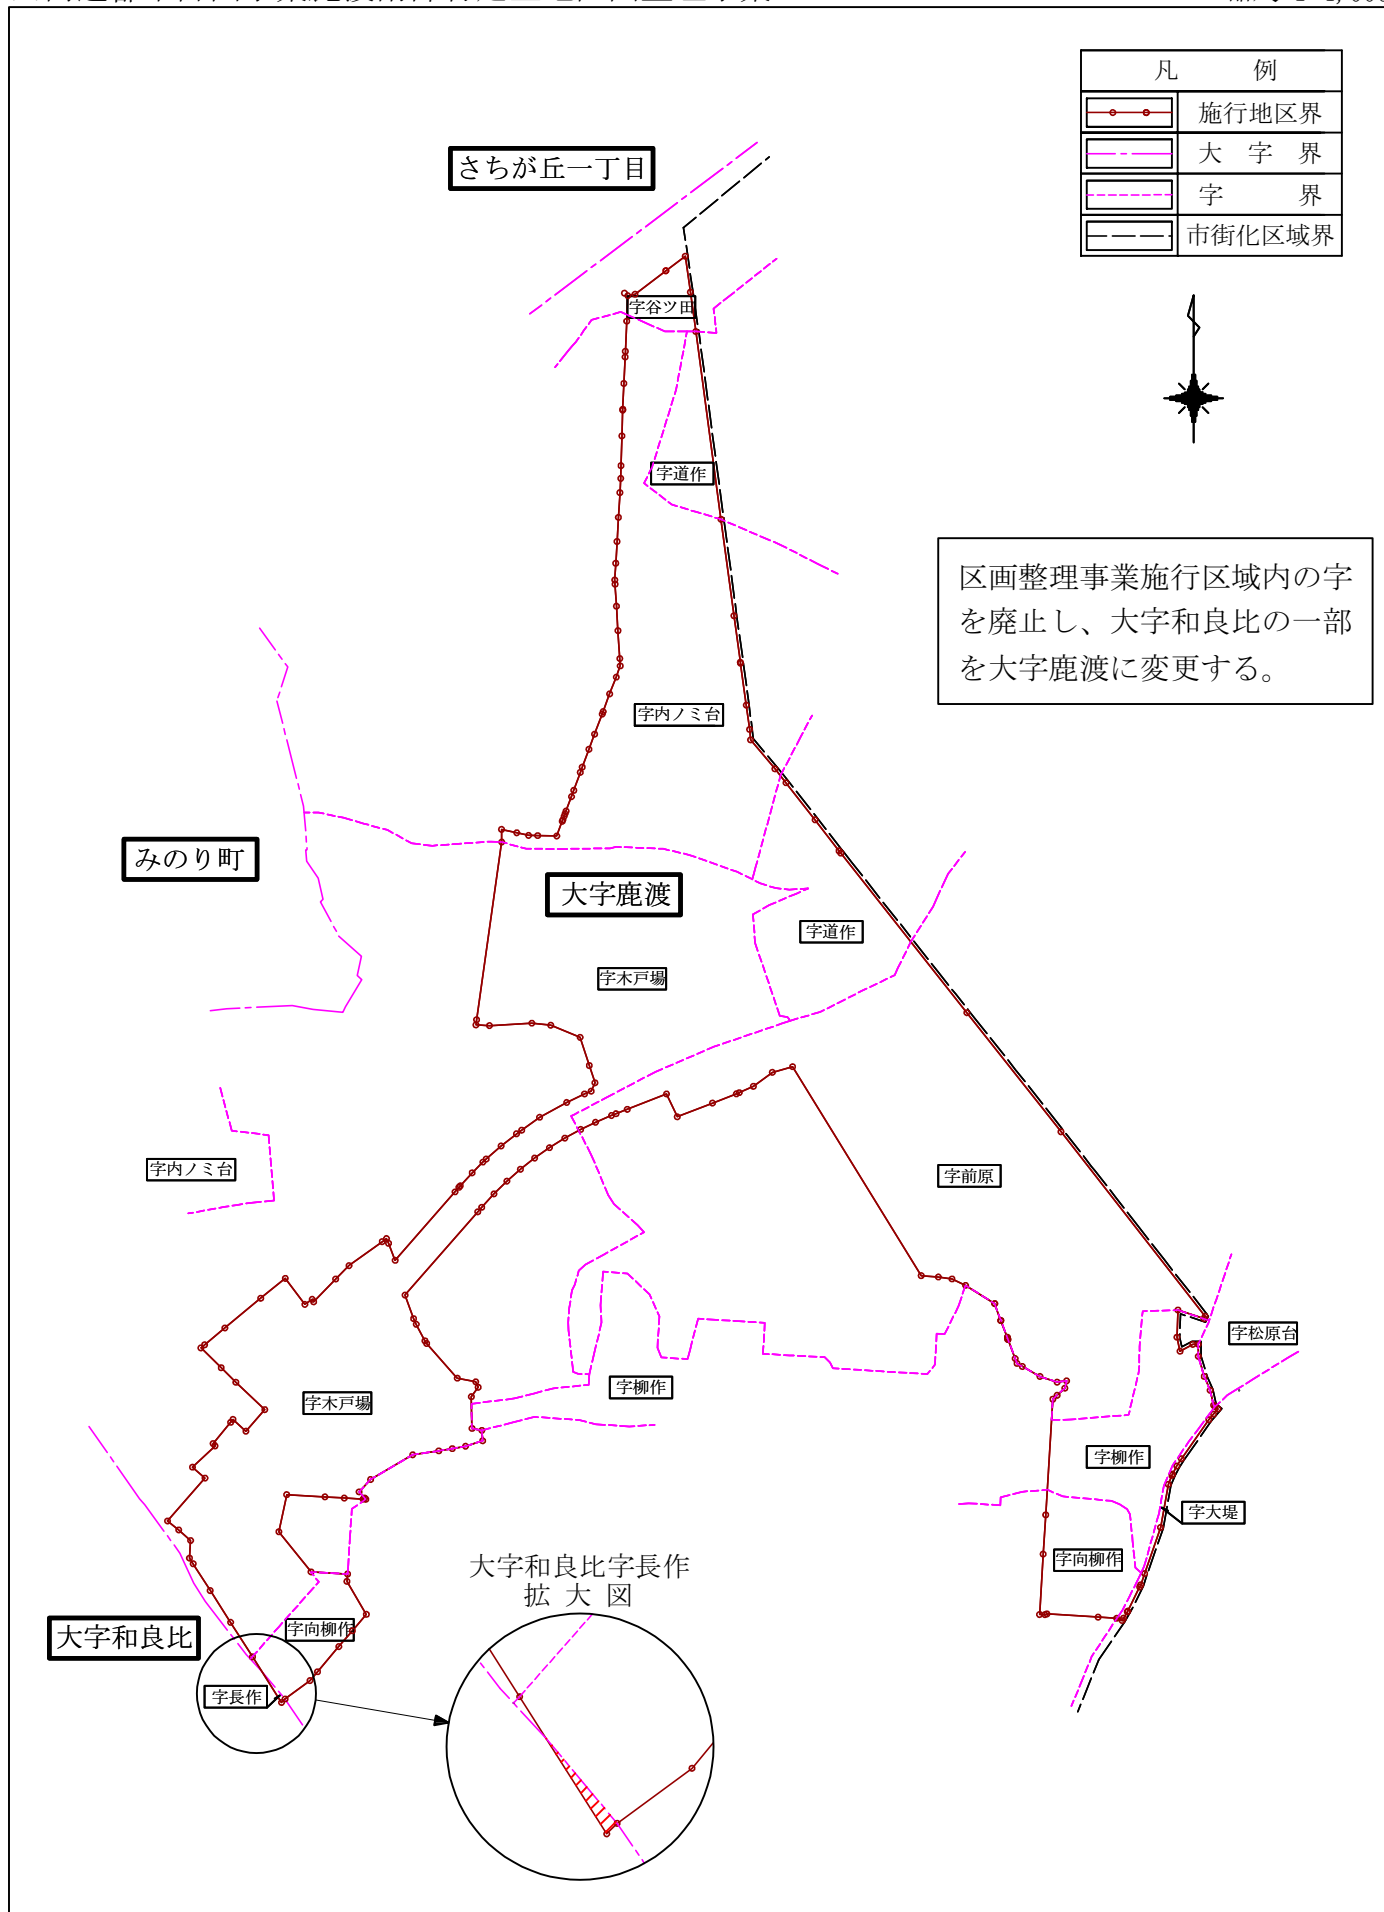 さちが丘一丁目
凡　例
施行地区界
大　字　界
字　　界
市街化区域界
字谷ツ田
字道作
区画整理事業施行区域内の字
を廃止し、大字和良比の一部
を大字鹿渡に変更する。
字内ノミ台
みのり町
大字鹿渡
字道作
字木戸場
字内ノミ台
字前原
字松原台
字柳作
字木戸場
字柳作
字大堤
字向柳作
大字和良比字長作
拡 大 図
大字和良比
字向柳作
字長作